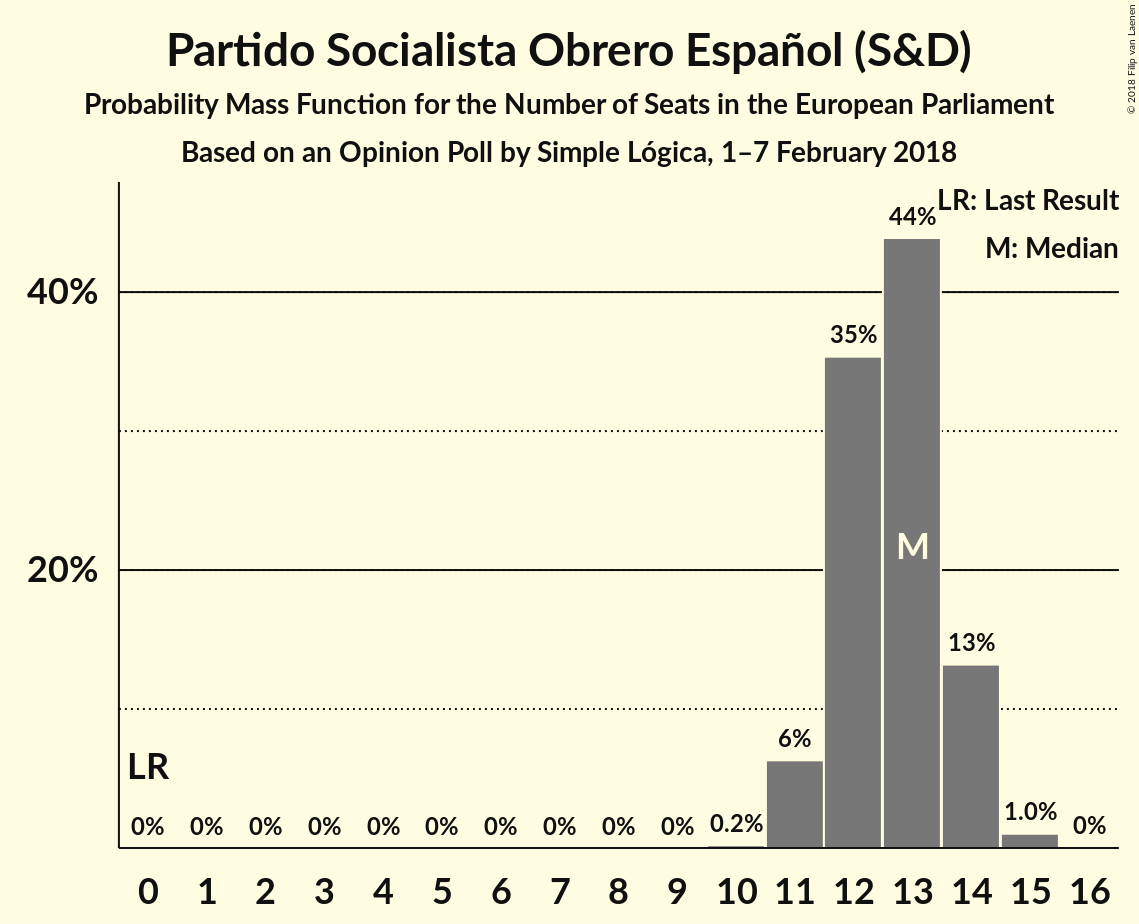 Partido Socialista Obrero Español (S&D)
Probability Mass Function for the Number of Seats in the European Parliament
Based on an Opinion Poll by Simple Lógica, 1–7 February 2018
© 2018 Filip van Laenen
LR: Last Result
M: Median
44%
40%
35%
M
20%
13%
6%
LR
0% 0% 0% 0% 0% 0% 0% 0% 0% 0% 0.2% 1.0% 0%
0 1 2 3 4 5 6 7 8 9 10 11 12 13 14 15 16